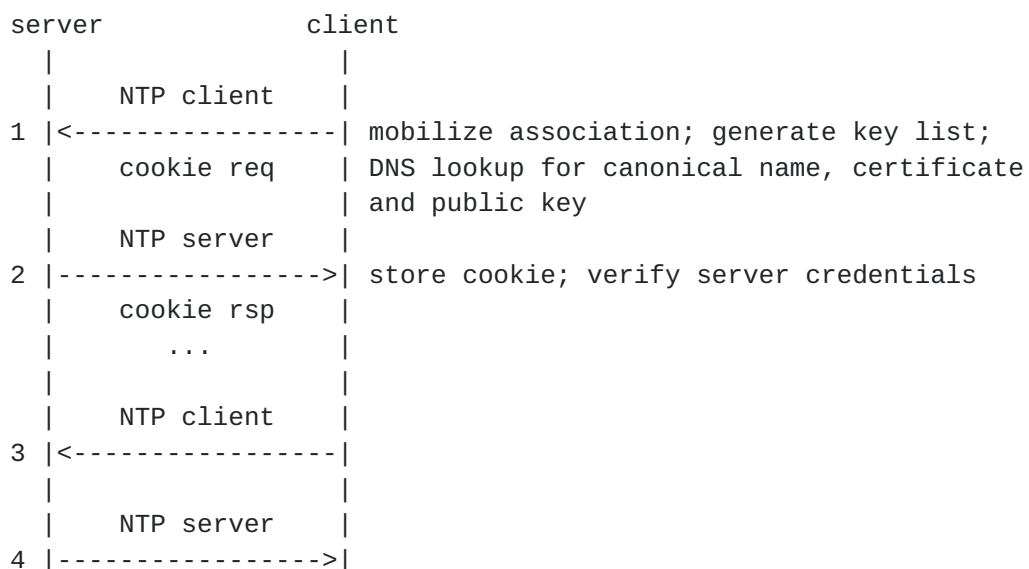 server             client
  |                  |
  |    NTP client    |
1 |<-----------------| mobilize association; generate key list;
  |    cookie req    | DNS lookup for canonical name, certificate
  |                  | and public key
  |    NTP server    |
2 |----------------->| store cookie; verify server credentials
  |    cookie rsp    |
  |       ...        |
  |                  |
  |    NTP client    |
3 |<-----------------|
  |                  |
  |    NTP server    |
4 |----------------->|